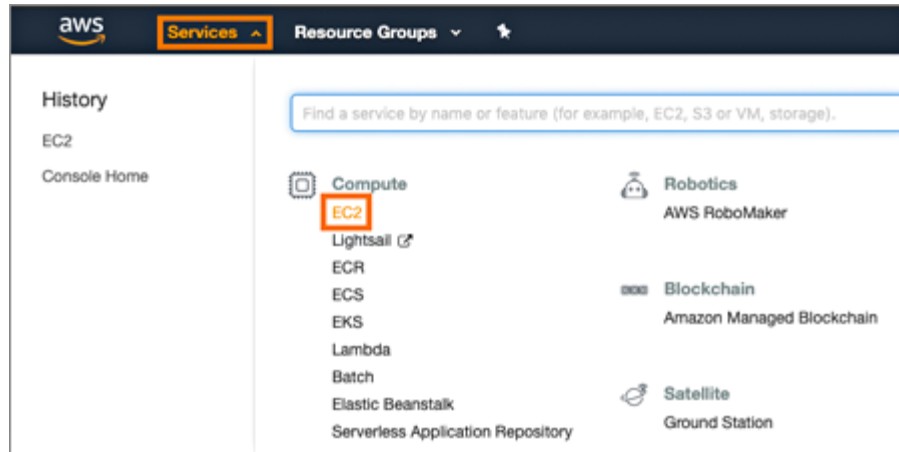 aws
Services
Resource Groups
History
EC2
Console Home
Find a service by name or feature (for example, EC2, S3 or VM, storage).
Compute
EC2
Lightsail
ECR
ECS
EKS
Lambda
Batch
Elastic Beanstalk
Serverless Application Repository
Robotics
AWS RoboMaker
Blockchain
Amazon Managed Blockchain
Satellite
Ground Station